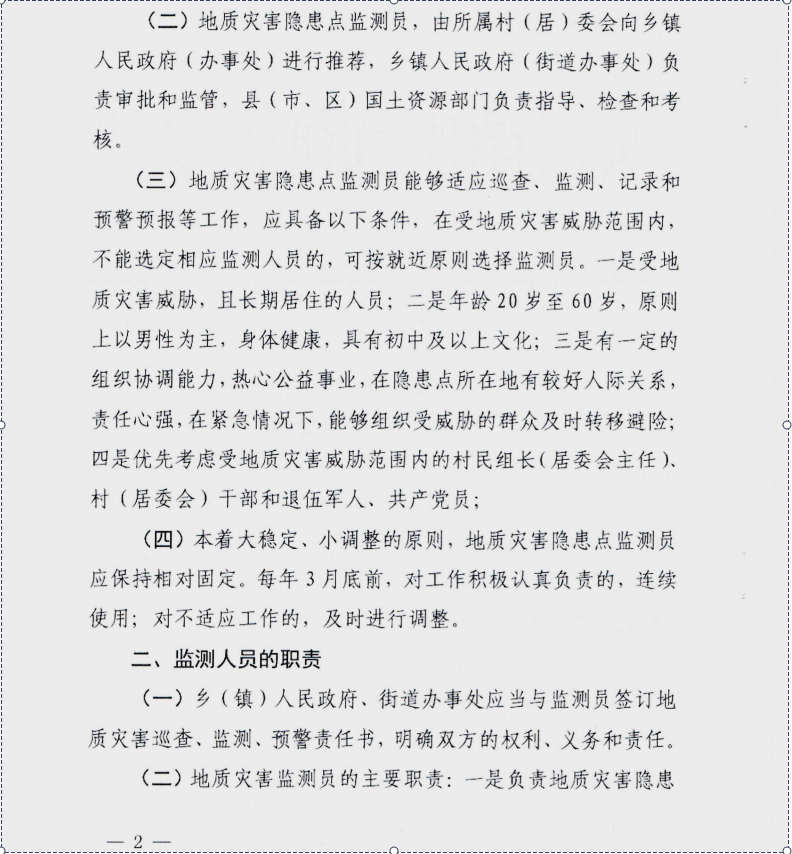 （二）地质灾害隐患点监测员，由所属村（居）委会向乡镇
人民政府（办事处）进行推荐，乡镇人民政府（街道办事处）负
责审批和监管，县（市、区）国土资源部门负责指导、检查和考
核。
（三）地质灾害隐患点监测员能够适应巡查、监测、记录和
预警预报等工作，应具备以下条件，在受地质灾害威胁范围内，
不能选定相应监测人员的，可按就近原则选择监测员。一是受地
质灾害威胁，且长期居住的人员；二是年龄 20 岁至 60 岁，原则
上以男性为主，身体健康，具有初中及以上文化；三是有一定的
组织协调能力，热心公益事业，在隐患点所在地有较好人际关系，
责任心强，在紧急情况下，能够组织受威胁的群众及时转移避险；
四是优先考虑受地质灾害威胁范围内的村民组长（居委会主任）、
村（居委会）干部和退伍军人、共产党员；
（四）本着大稳定、小调整的原则，地质灾害隐患点监测员
应保持相对固定。每年 3 月底前，对工作积极认真负责的，连续
使用；对不适应工作的，及时进行调整。
二、监测人员的职责
（一）乡（镇）人民政府、街道办事处应当与监测员签订地
质灾害巡查、监测、预警责任书，明确双方的权利、义务和责任。
（二）地质灾害监测员的主要职责：一是负责地质灾害隐患
— 2 —